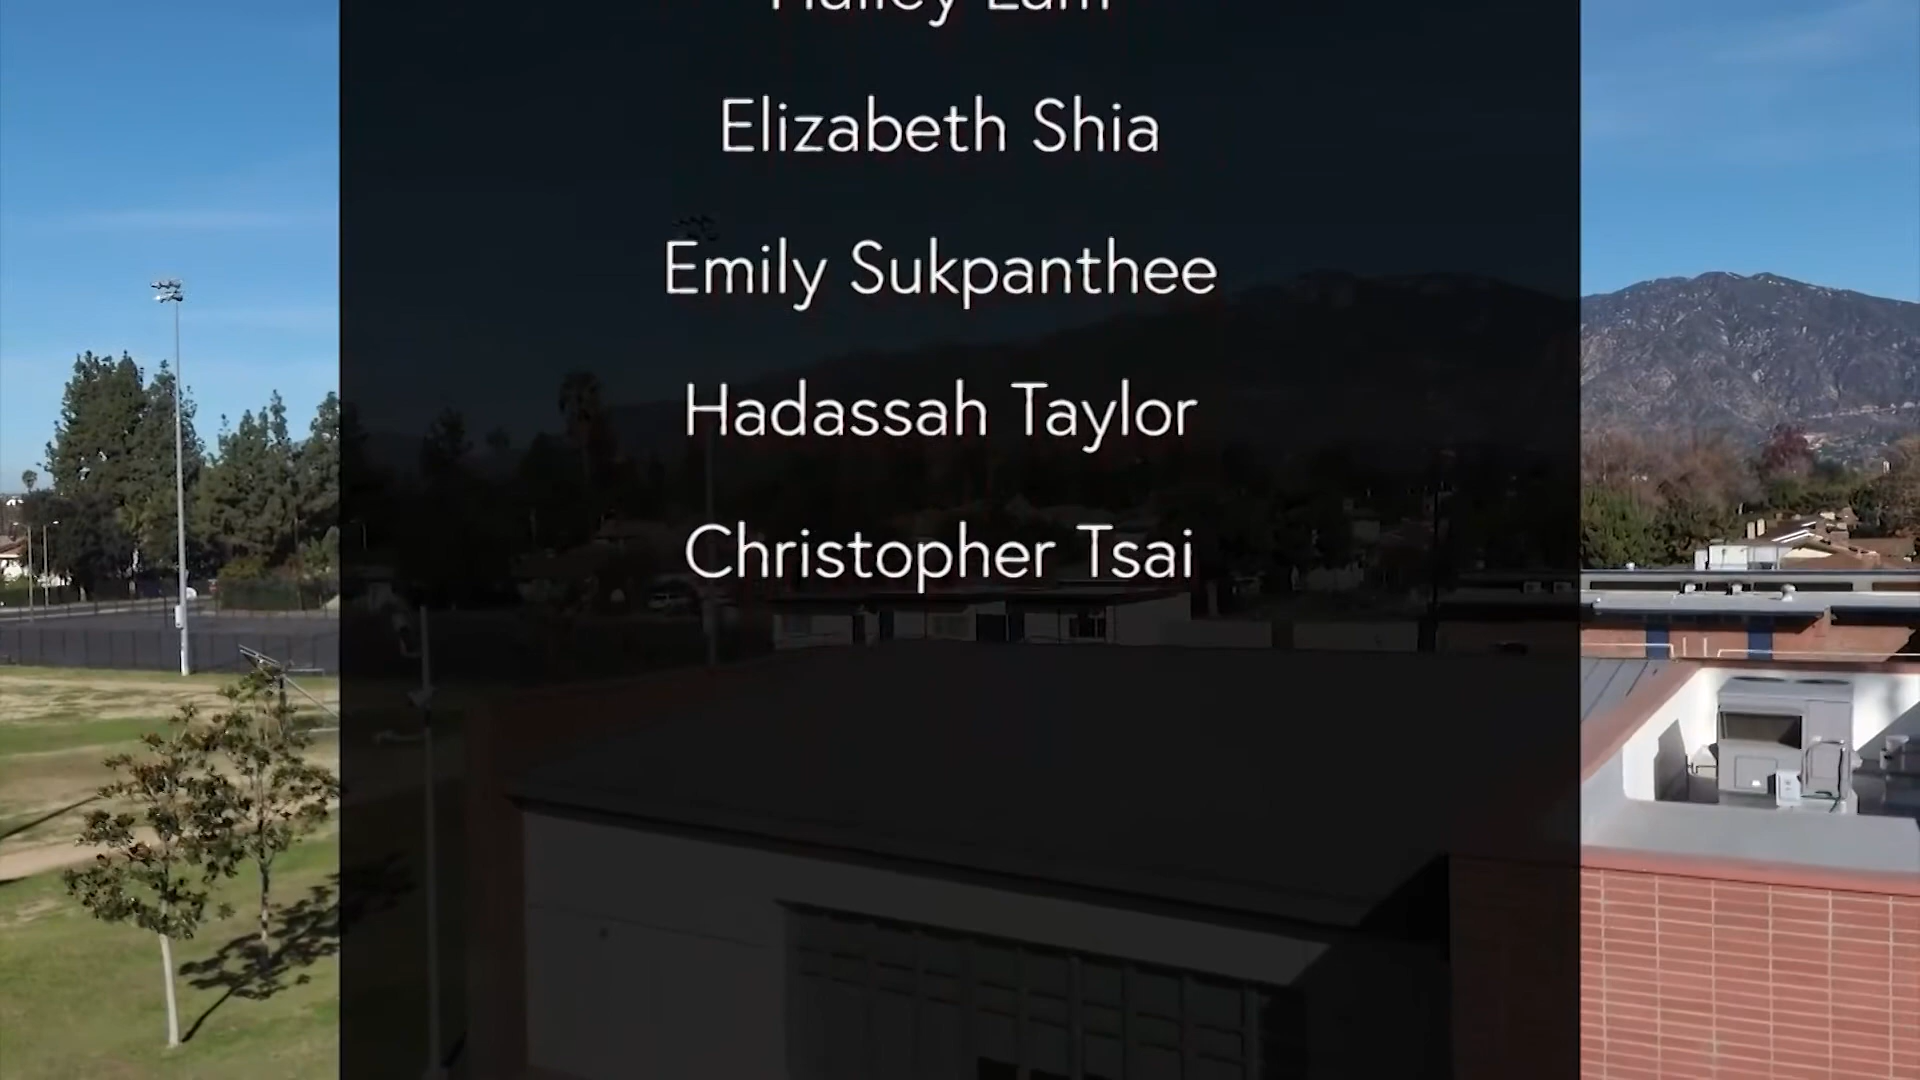 Elizabeth Shia
Emily Sukpanthee
Hadassah Taylor
Christopher Tsai